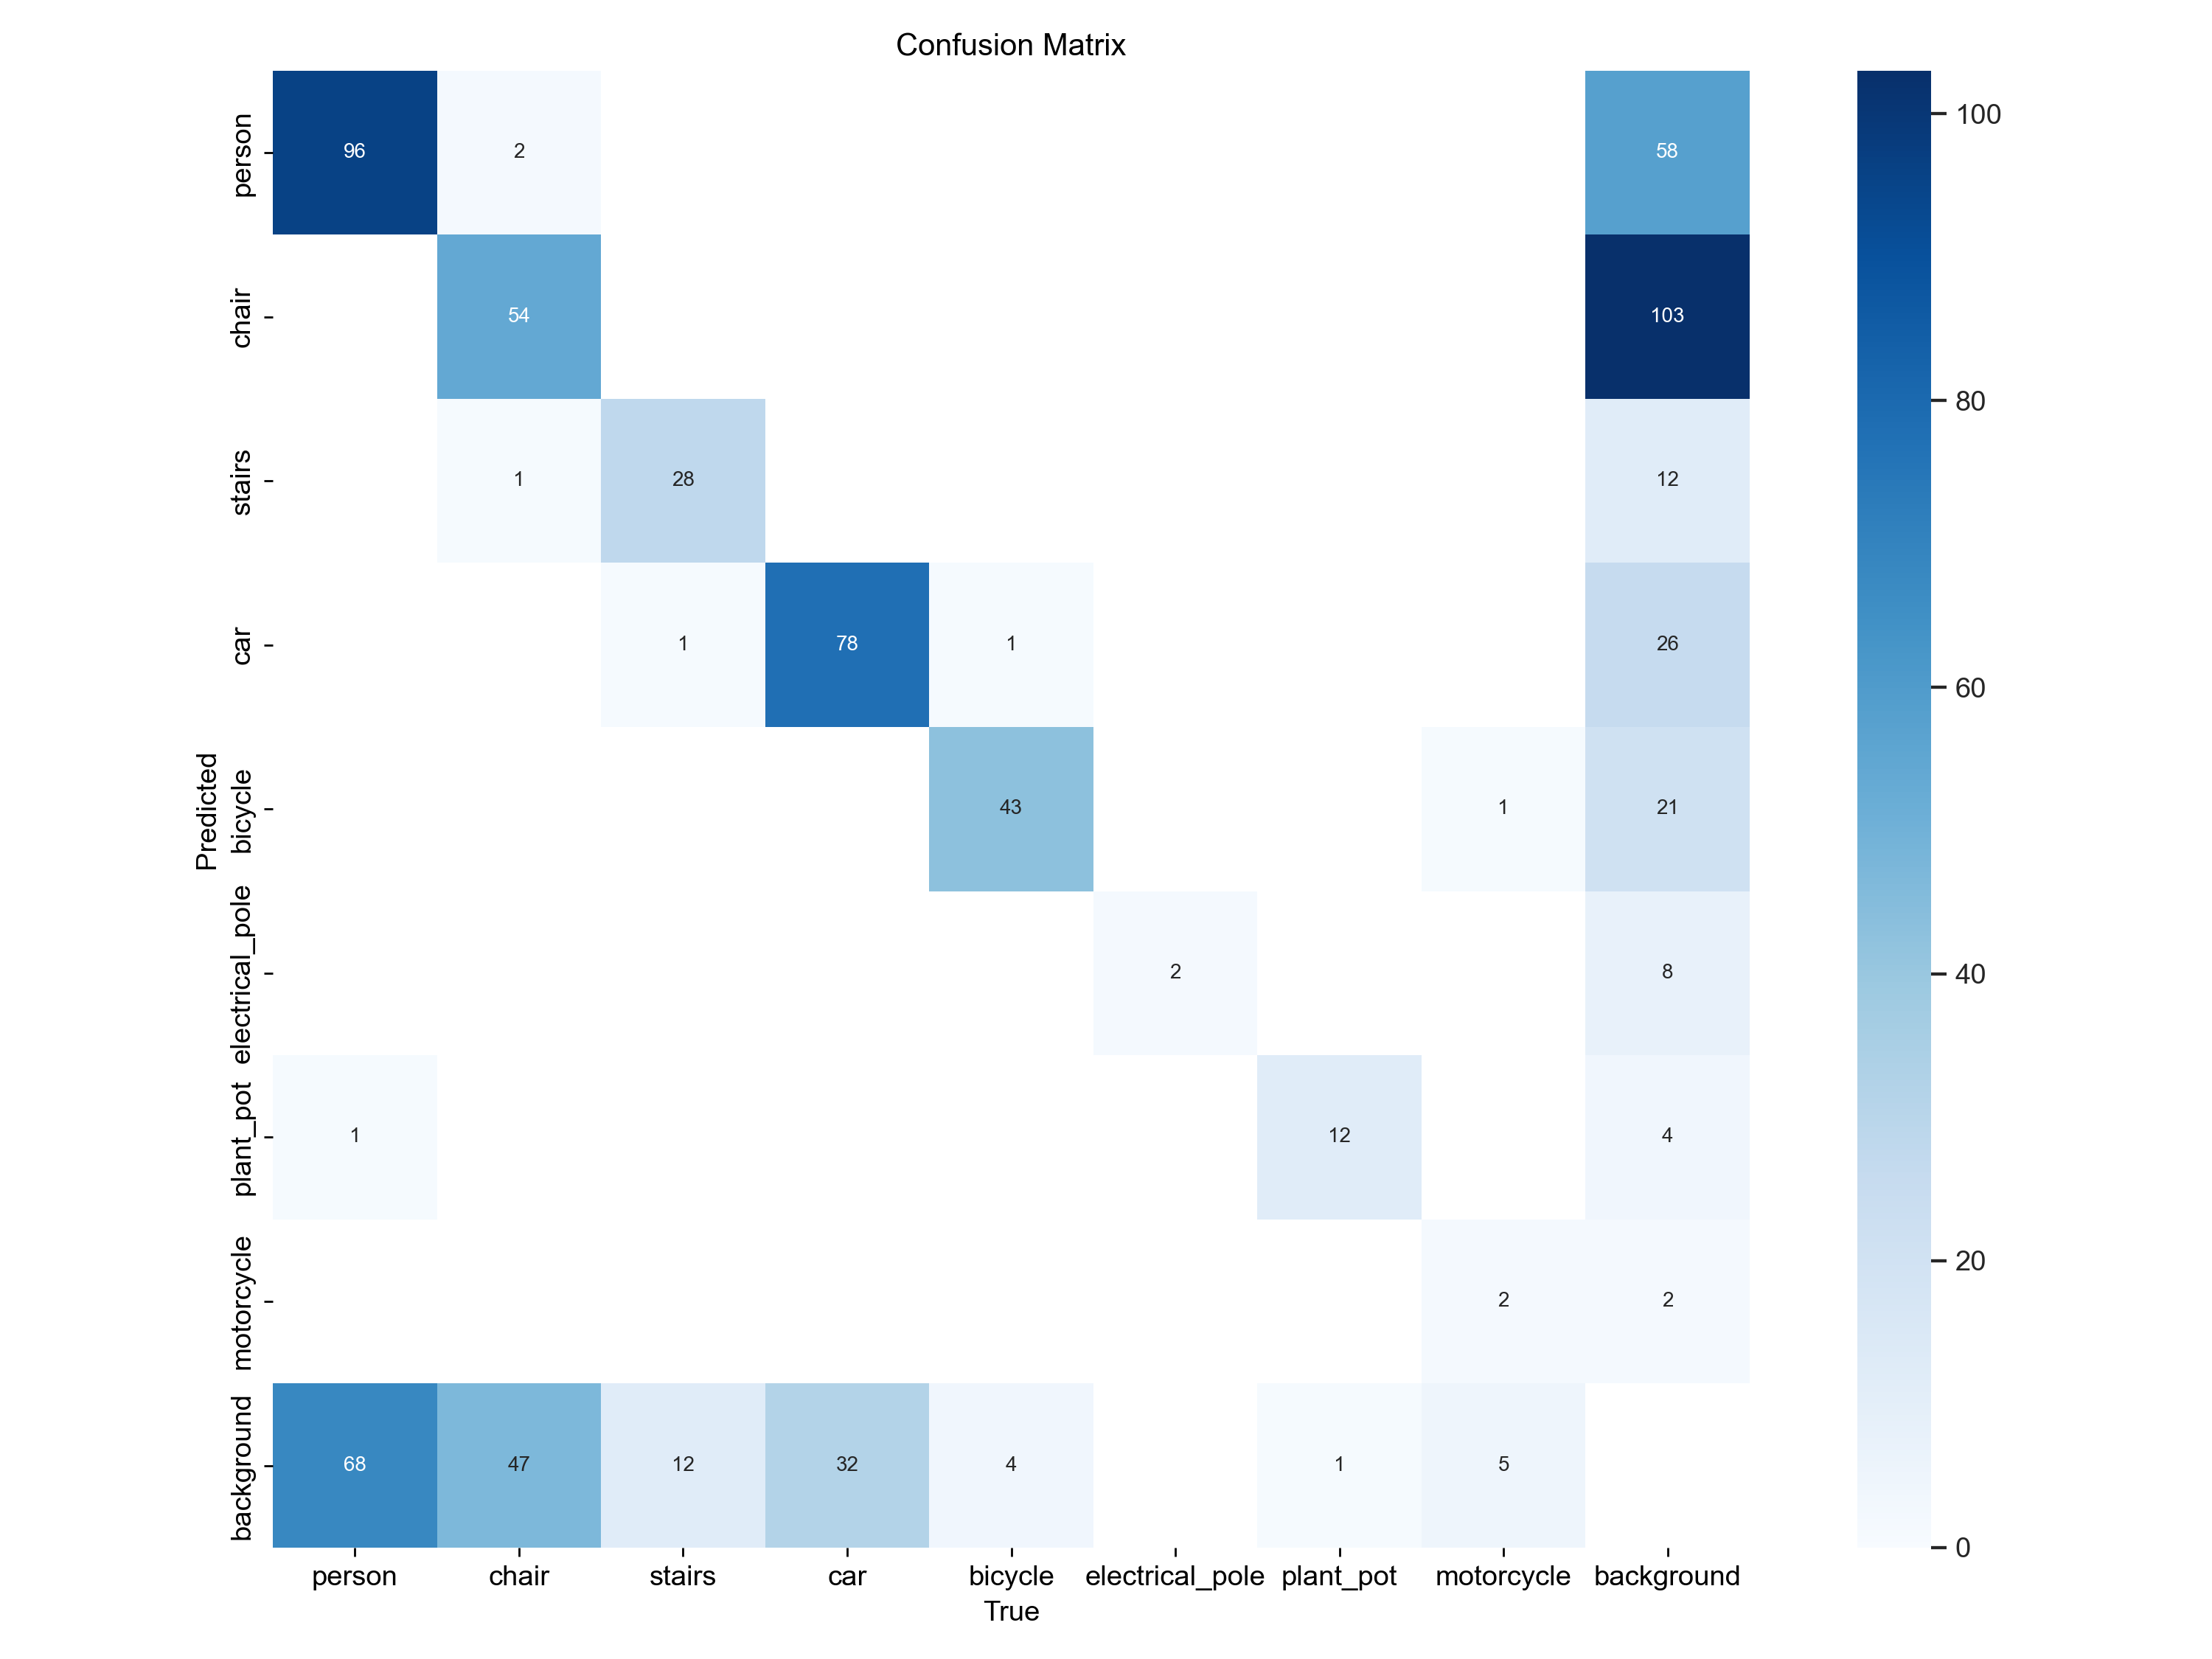 Confusion Matrix
person 96 2 58
100
chair 54 103
80
stairs 1 28 12
car 1 78 1 26
60
Predicted
bicycle 43 1 21
electrical_pole 2 8
40
plant_pot 1 12 4
motorcycle 2 2
20
background 68 47 12 32 4 1 5
0
person chair stairs car bicycle electrical_pole plant_pot motorcycle background
True